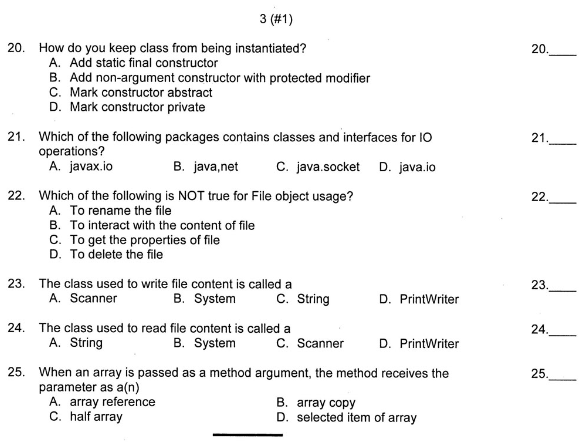 3 (#1)
20. How do you keep class from being instantiated? 20.____
A. Add static final constructor
B. Add non-argument constructor with protected modifier
C. Mark constructor abstract
D. Mark constructor private
21. Which of the following packages contains classes and interfaces for IO 21.____
operations?
A. javax.io B. java,net C. java.socket D. java.io
22. Which of the following is NOT true for File object usage? 22.____
A. To rename the file
B. To interact with the content of file
C. To get the properties of file
D. To delete the file
23. The class used to write file content is called a 23.____
A. Scanner B. System C. String D. PrintWriter
24. The class used to read file content is called a 24.____
A. String B. System C. Scanner D. PrintWriter
25. When an array is passed as a method argument, the method receives the 25.____
parameter as a(n)
A. array reference B. array copy
C. half array D. selected item of array